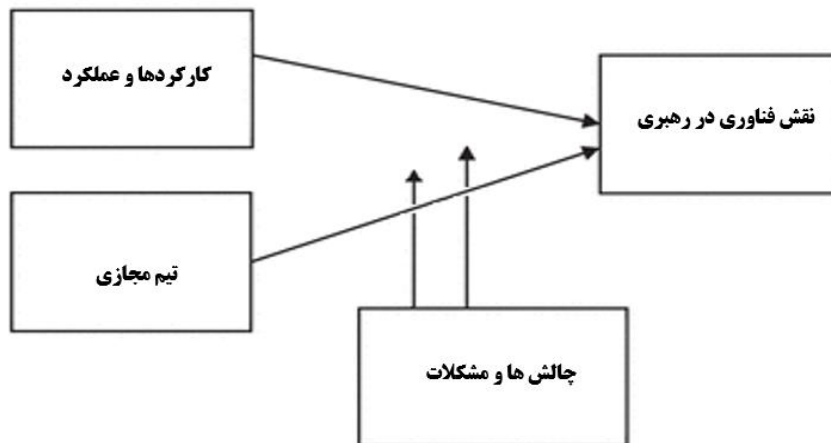 کارکردها و عملکرد
نقش فناوری در رهبری
تیم مجازی
چالش ها و مشکلات